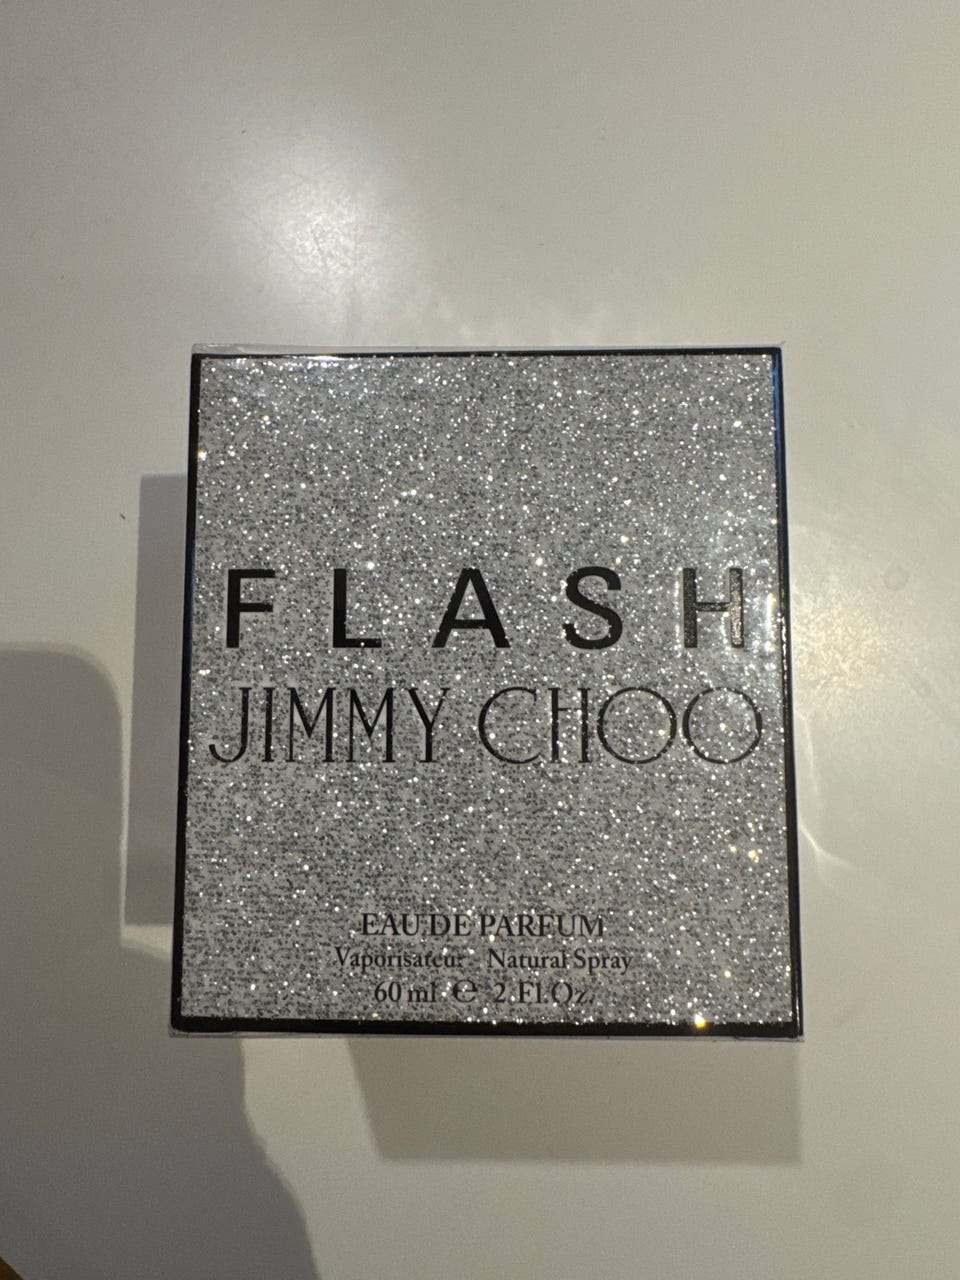 FLASH
JIMMY CHOO
EAU DE PARFUM
Vaporisateur Natural Spray
60 ml ℮ 2 Fl.Oz.